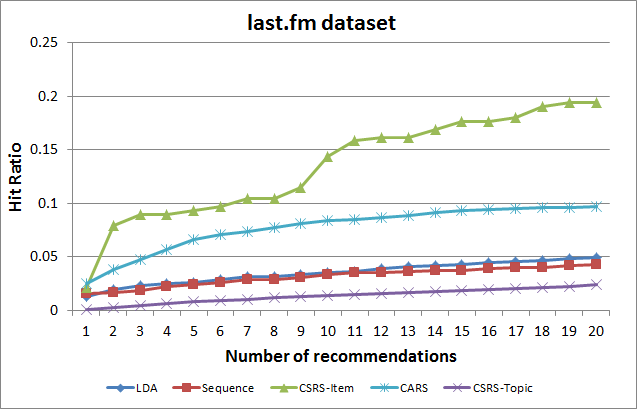 last.fm dataset
0.25
0.2
0.15
0.1
0.05
0
Hit Ratio
1 2 3 4 5 6 7 8 9 10 11 12 13 14 15 16 17 18 19 20
Number of recommendations
LDA Sequence CSRS-Item CARS CSRS-Topic